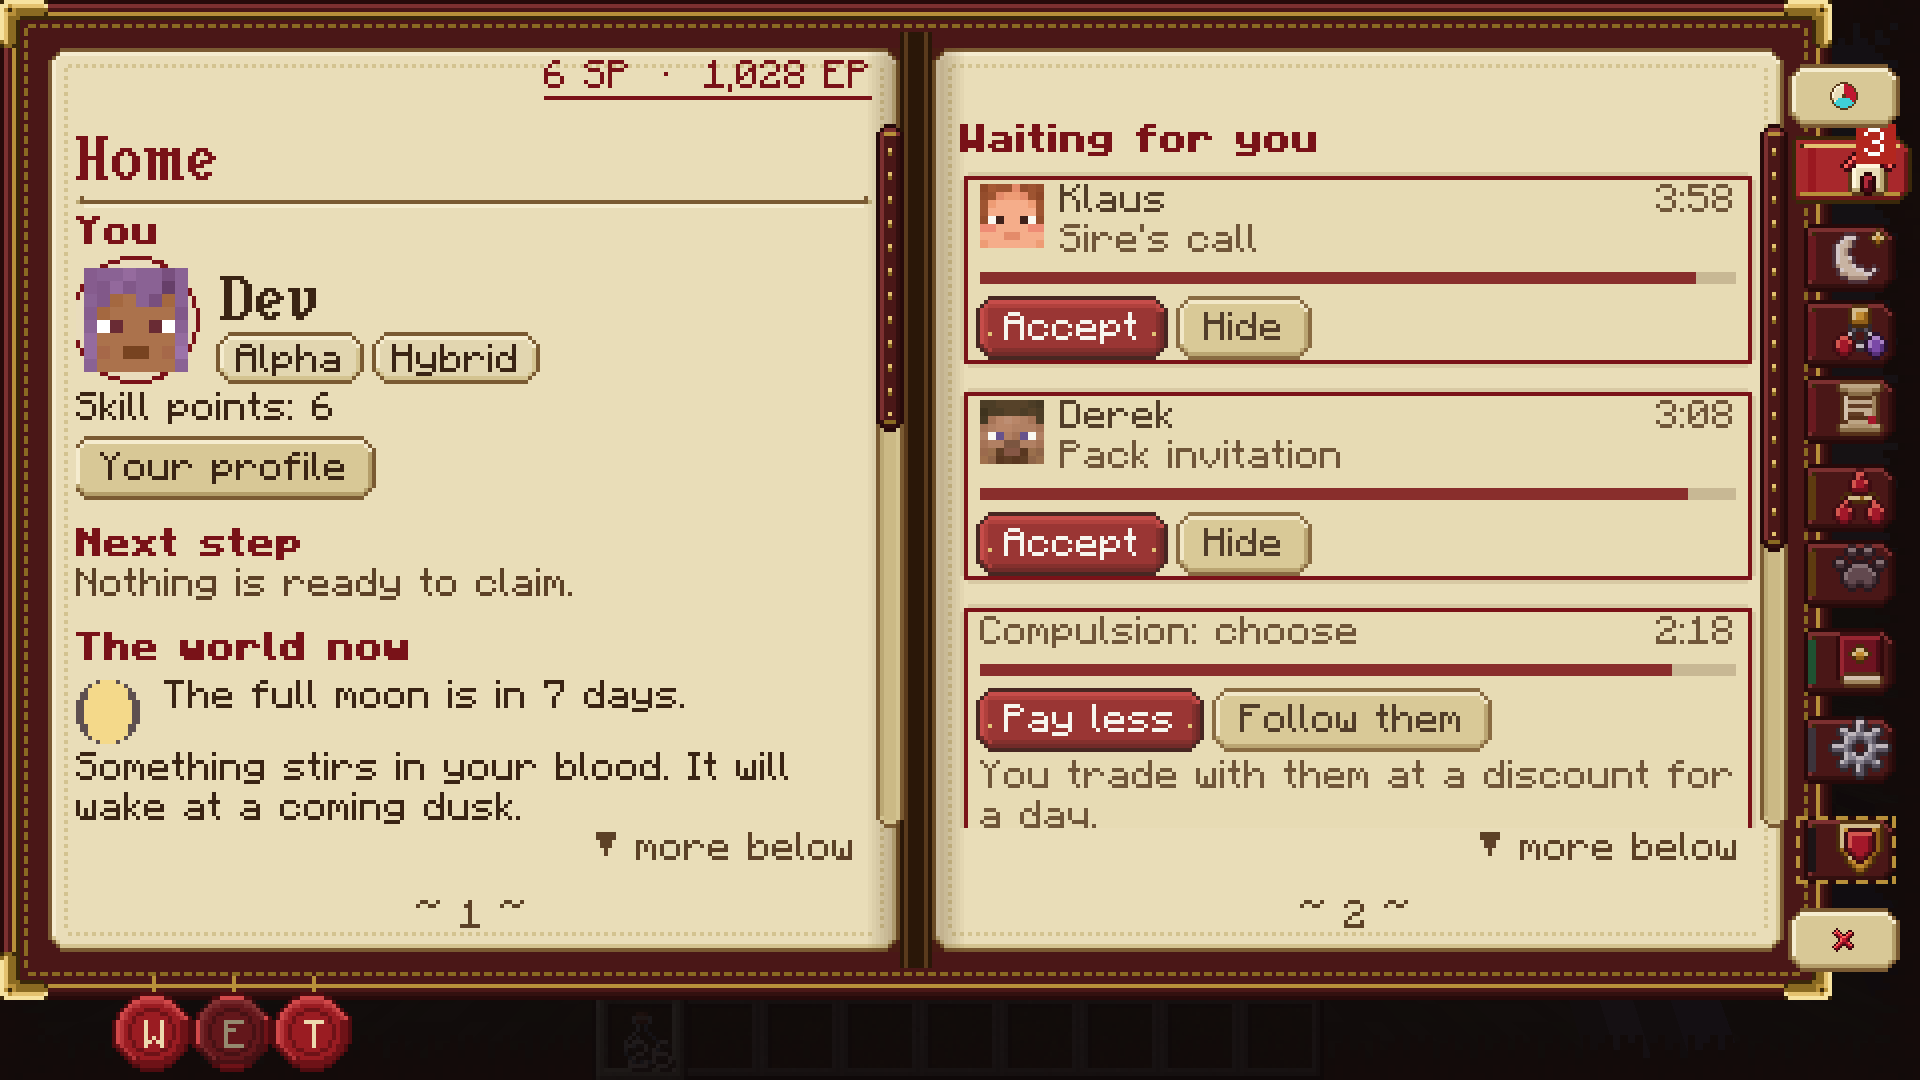 6 SP · 1,028 EP
Home
You
Dev
Alpha Hybrid
Skill points: 6
Your profile
Next step
Nothing is ready to claim.
The world now
The full moon is in 7 days.
Something stirs in your blood. It will
wake at a coming dusk.
▼ more below
~ 1 ~
Waiting for you
Klaus 3:58
Sire's call
Accept Hide
Derek 3:08
Pack invitation
Accept Hide
Compulsion: choose 2:18
Pay less Follow them
You trade with them at a discount for
a day.
▼ more below
~ 2 ~
3
W E T
26